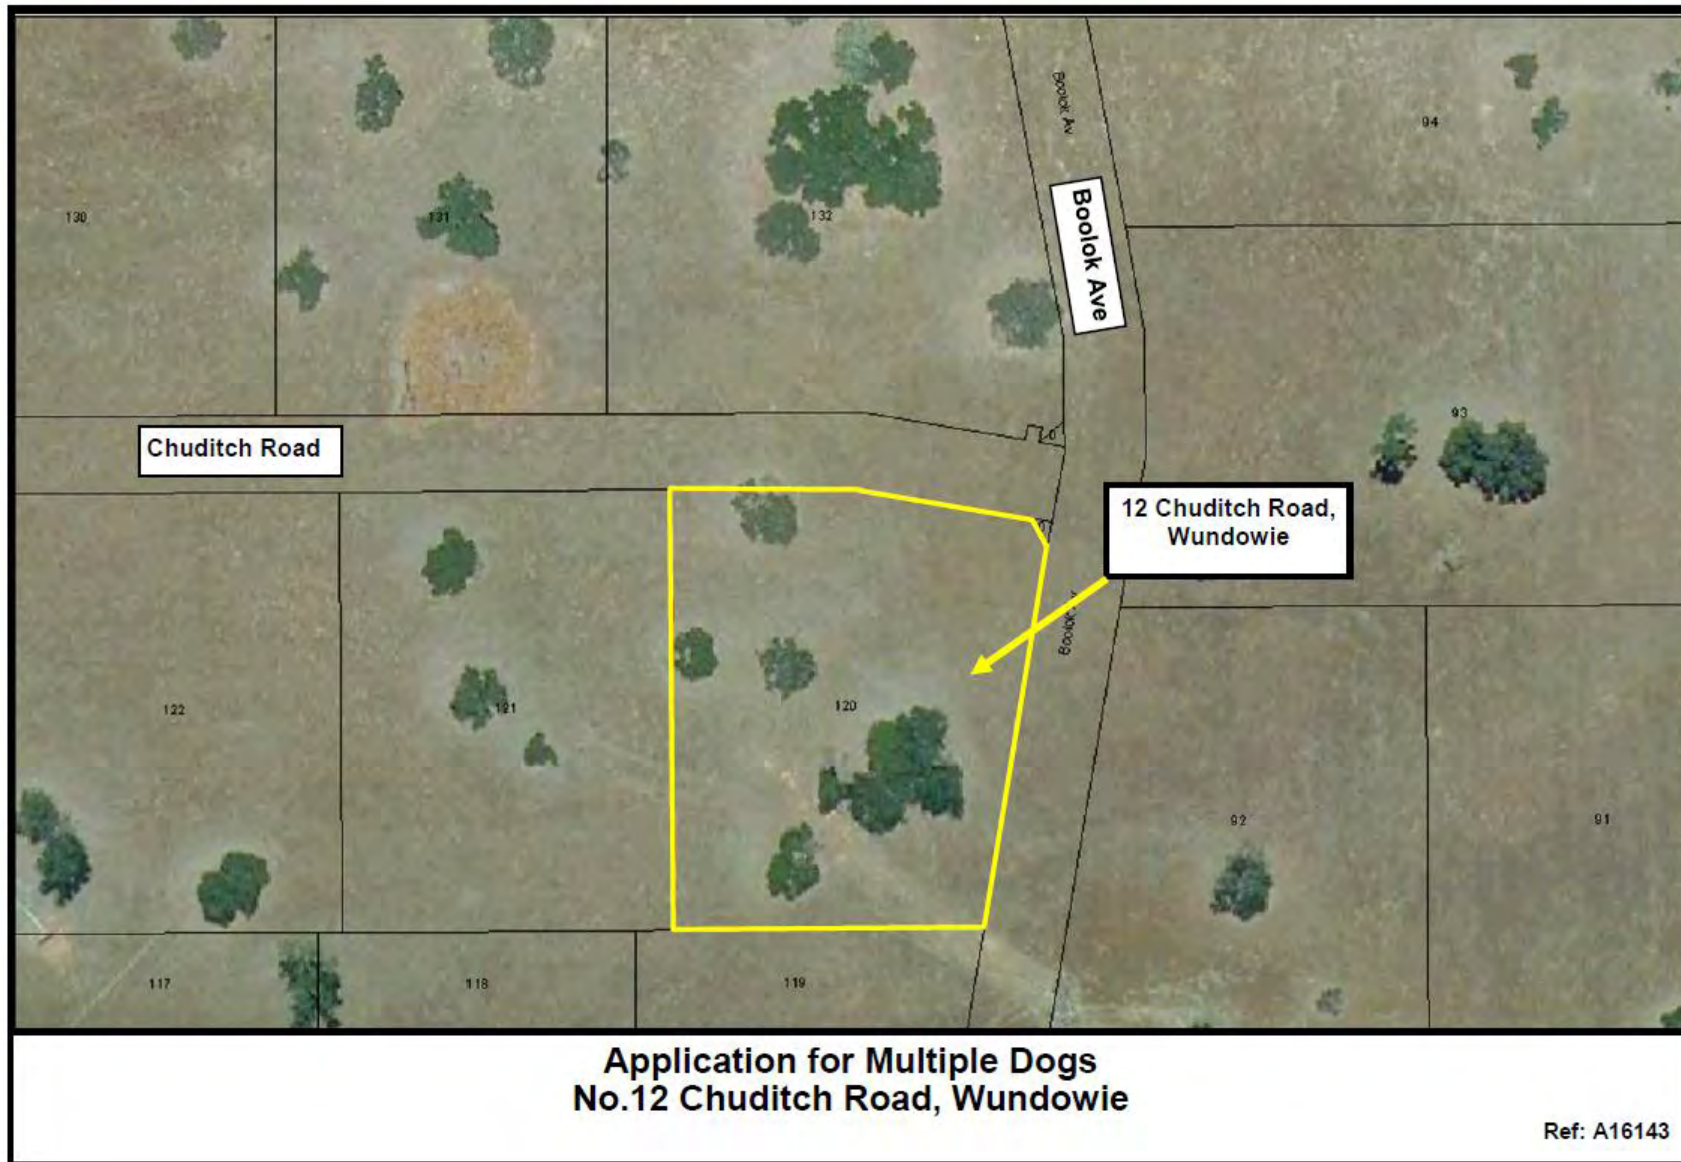 Boolok Av
94
130
131
132
Boolok Ave
93
Chuditch Road
12 Chuditch Road,
Wundowie
122
121
120
92
91
117
118
119
Application for Multiple Dogs
No.12 Chuditch Road, Wundowie
Ref: A16143